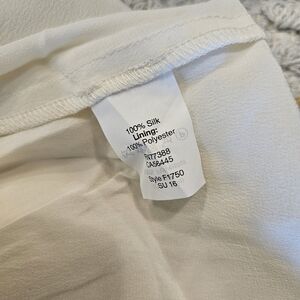 100% Silk
Lining:
100% Polyester
RN77388
CA56445
Style F1750
SU 16